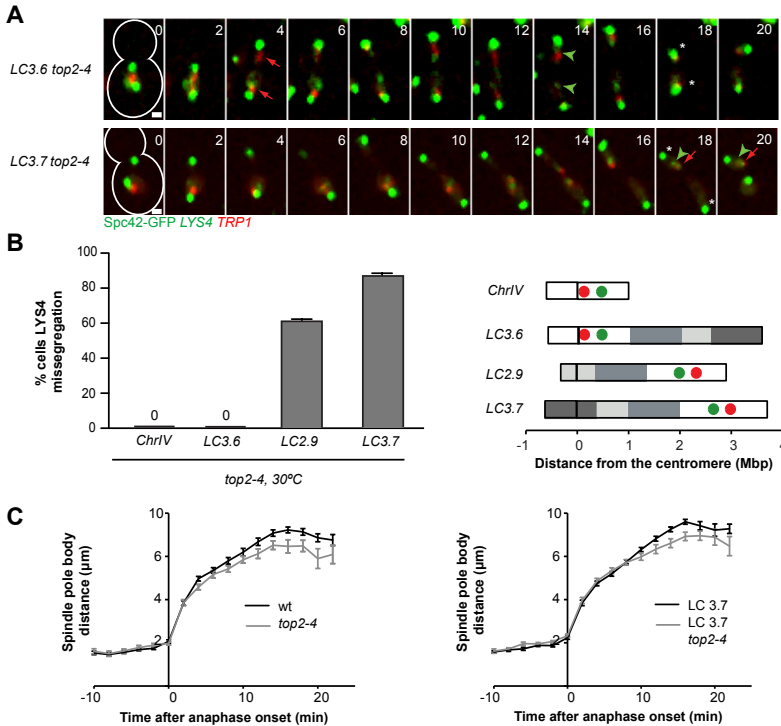 A
0 2 4 6 8 10 12 14 16 18 20
LC3.6 top2-4
* *
0 2 4 6 8 10 12 14 16 18 20
LC3.7 top2-4
* *
Spc42-GFP LYS4 TRP1
B
% cells LYS4
missegregation
100
80
60
40
20
0
0 0
ChrIV LC3.6 LC2.9 LC3.7
top2-4, 30ºC
ChrIV
LC3.6
LC2.9
LC3.7
-1 0 1 2 3 4
Distance from the centromere (Mbp)
C
Spindle pole body
distance (µm)
10
6
4
2
wt
top2-4
-10 0 10 20
Time after anaphase onset (min)
Spindle pole body
distance (µm)
10
6
4
2
LC 3.7
LC 3.7
top2-4
-10 0 10 20
Time after anaphase onset (min)